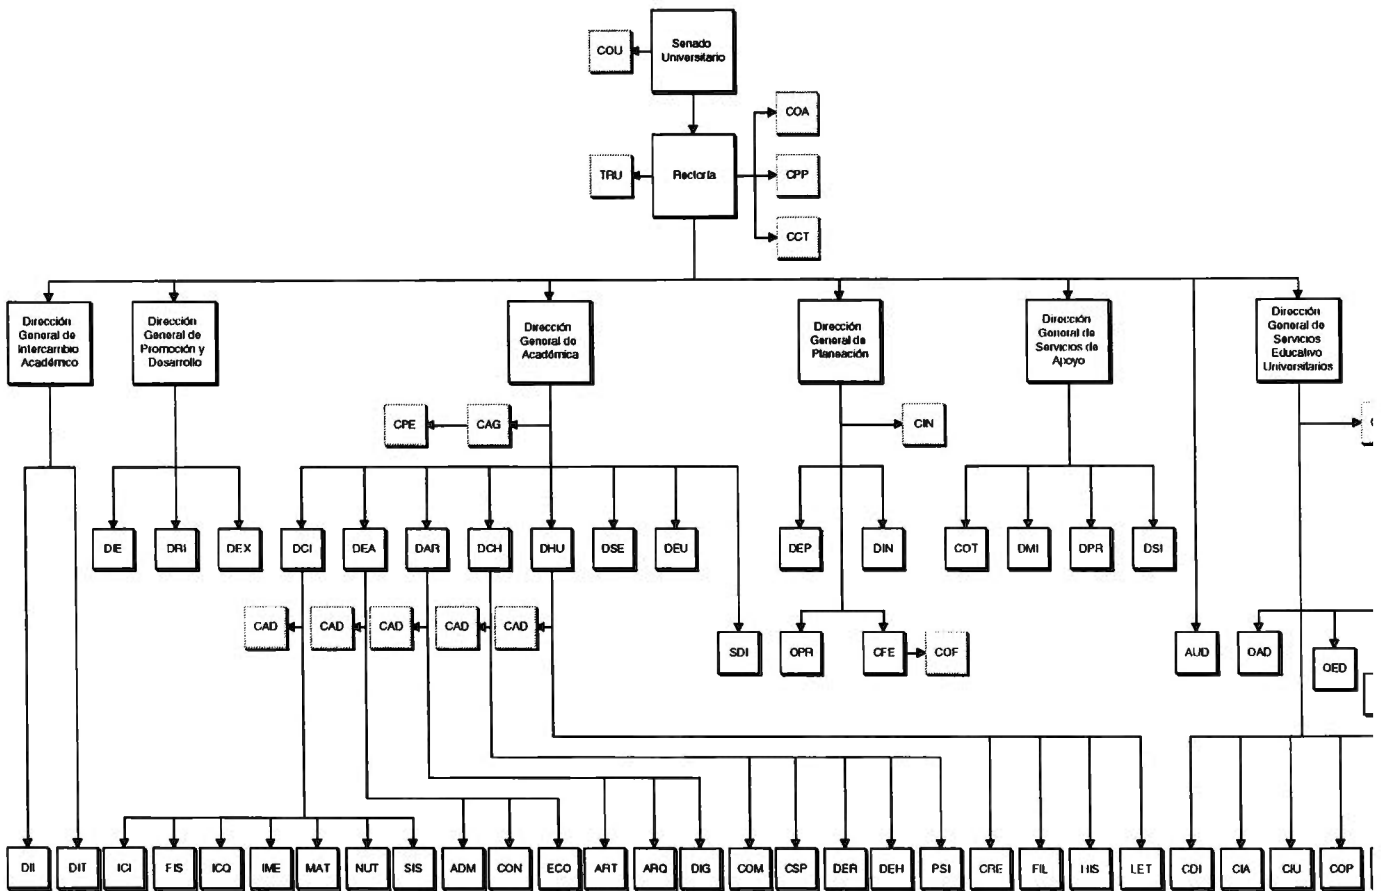 Senado
Universitario
COU
COA
TRU
Rectoría
CPP
CCT
Dirección
General de
Intercambio
Académico
Dirección
General de
Promoción y
Desarrollo
Dirección
General de
Académica
Dirección
General de
Planeación
Dirección
General de
Servicios de
Apoyo
Dirección
General de
Servicios
Educativo
Universitarios
CPE
CAG
CIN
DIE
DRI
DEX
DCI
DEA
DAR
DCH
DHU
DSE
DEU
DEP
DIN
COT
DMI
DPR
DSI
CAD
CAD
CAD
CAD
CAD
SDI
OPR
CFE
COF
AUD
OAD
OED
DII
DIT
ICI
FIS
ICQ
IME
MAT
NUT
SIS
ADM
CON
ECO
ART
ARQ
DIG
COM
CSP
DER
DEH
PSI
CRE
FIL
HIS
LET
CDI
CIA
CIU
COP